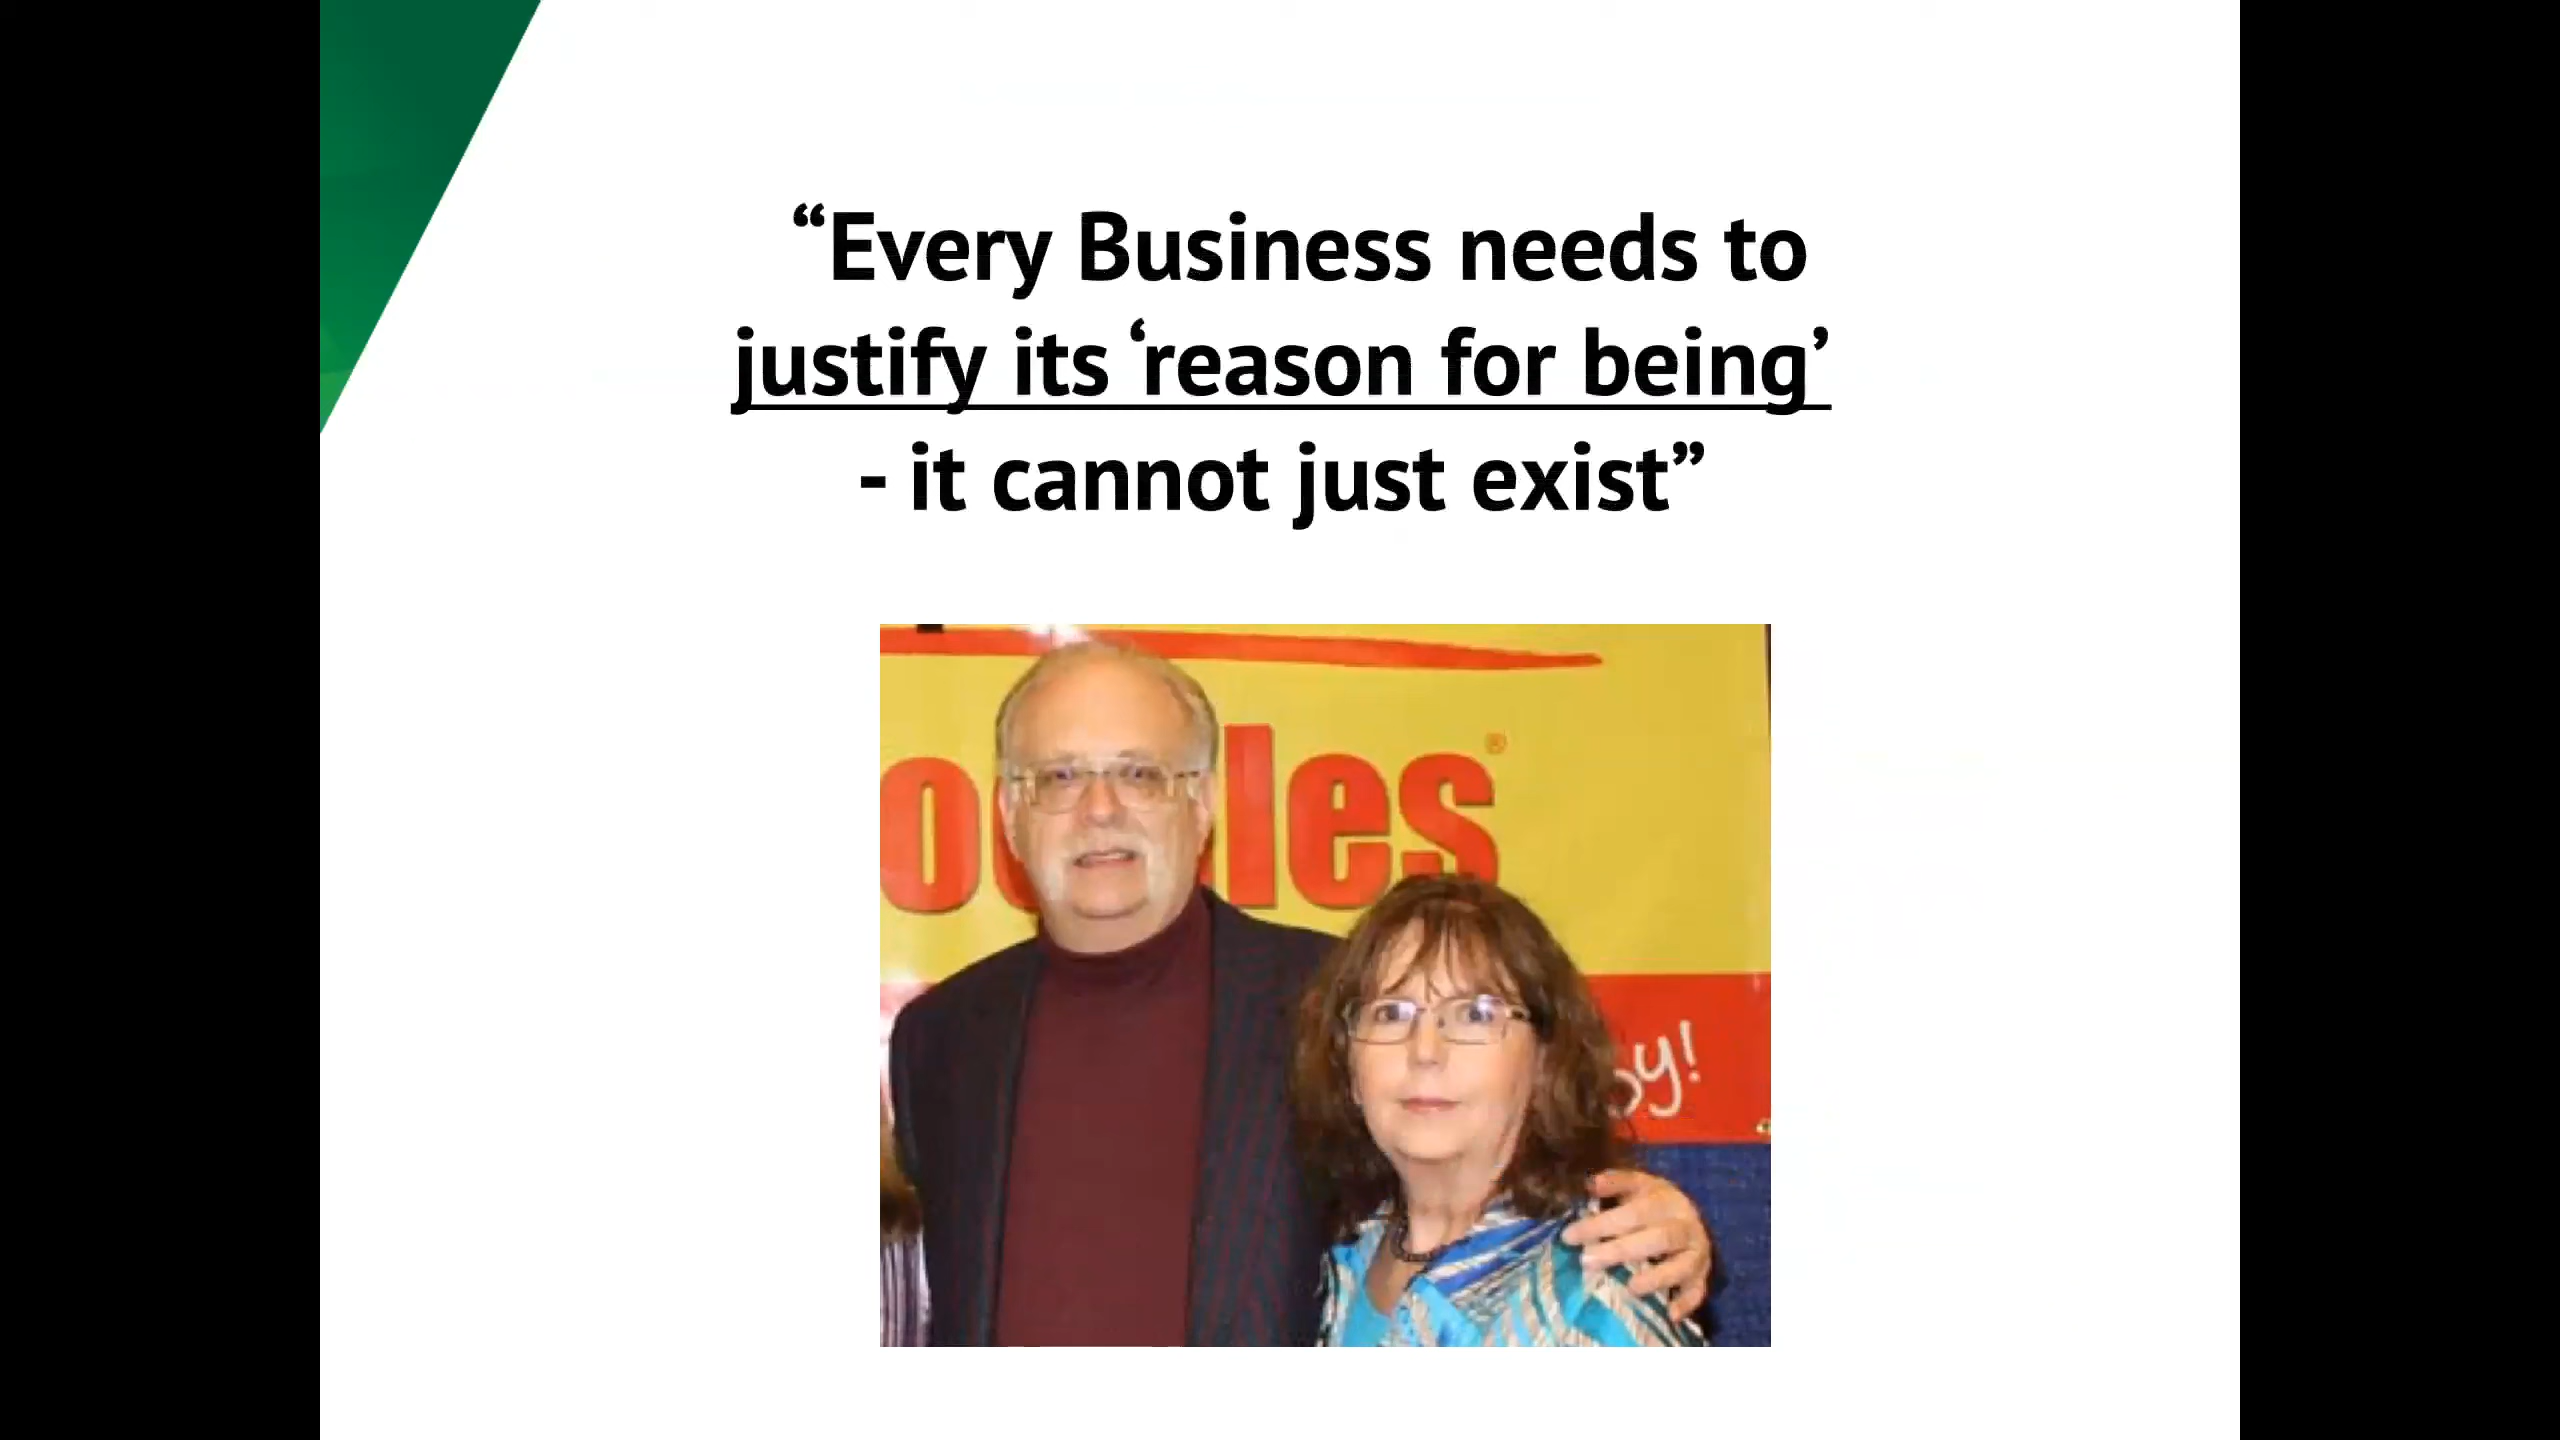 “Every Business needs to
justify its ‘reason for being’
- it cannot just exist”
les®